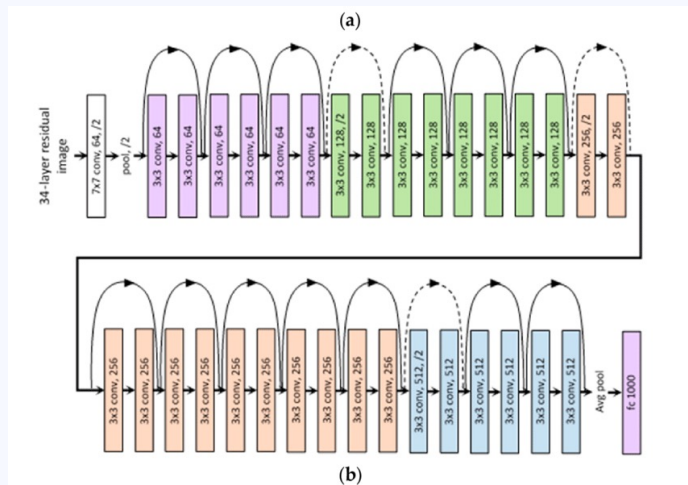 (a)
34-layer residual
image
7x7 conv, 64, /2
pool, /2
3x3 conv, 64
3x3 conv, 64
3x3 conv, 64
3x3 conv, 64
3x3 conv, 64
3x3 conv, 64
3x3 conv, 128, /2
3x3 conv, 128
3x3 conv, 128
3x3 conv, 128
3x3 conv, 128
3x3 conv, 128
3x3 conv, 128
3x3 conv, 128
3x3 conv, 256, /2
3x3 conv, 256
3x3 conv, 256
3x3 conv, 256
3x3 conv, 256
3x3 conv, 256
3x3 conv, 256
3x3 conv, 256
3x3 conv, 256
3x3 conv, 256
3x3 conv, 256
3x3 conv, 256
3x3 conv, 512, /2
3x3 conv, 512
3x3 conv, 512
3x3 conv, 512
3x3 conv, 512
3x3 conv, 512
Avg pool
fc 1000
(b)